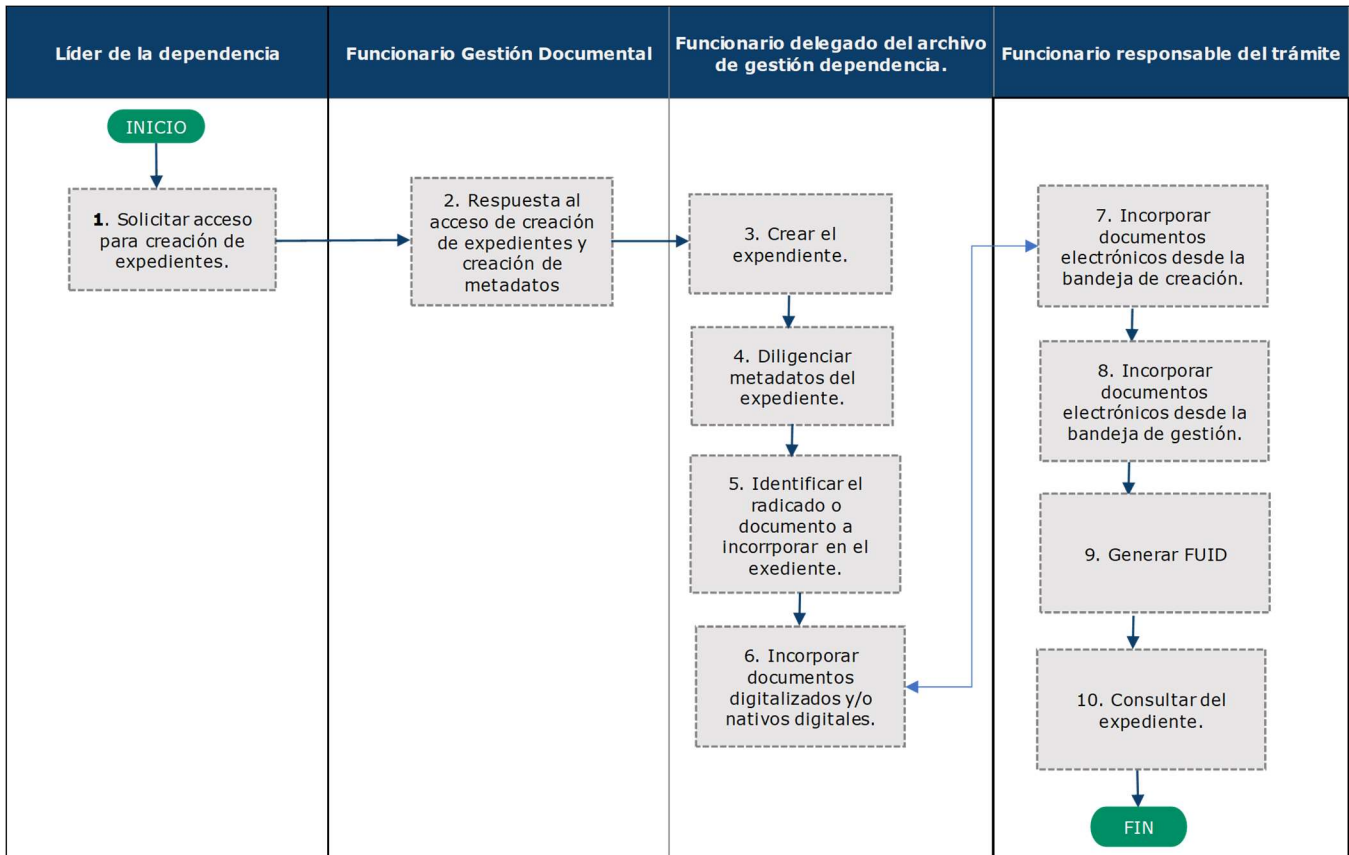 Líder de la dependencia
Funcionario Gestión Documental
Funcionario delegado del archivo
de gestión dependencia.
Funcionario responsable del trámite
INICIO
1. Solicitar acceso
para creación de
expedientes.
2. Respuesta al
acceso de creación
de expedientes y
creación de
metadatos
3. Crear el
expendiente.
4. Diligenciar
metadatos del
expediente.
5. Identificar el
radicado o
documento a
incorrporar en el
exediente.
6. Incorporar
documentos
digitalizados y/o
nativos digitales.
7. Incorporar
documentos
electrónicos desde la
bandeja de creación.
8. Incorporar
documentos
electrónicos desde la
bandeja de gestión.
9. Generar FUID
10. Consultar del
expediente.
FIN